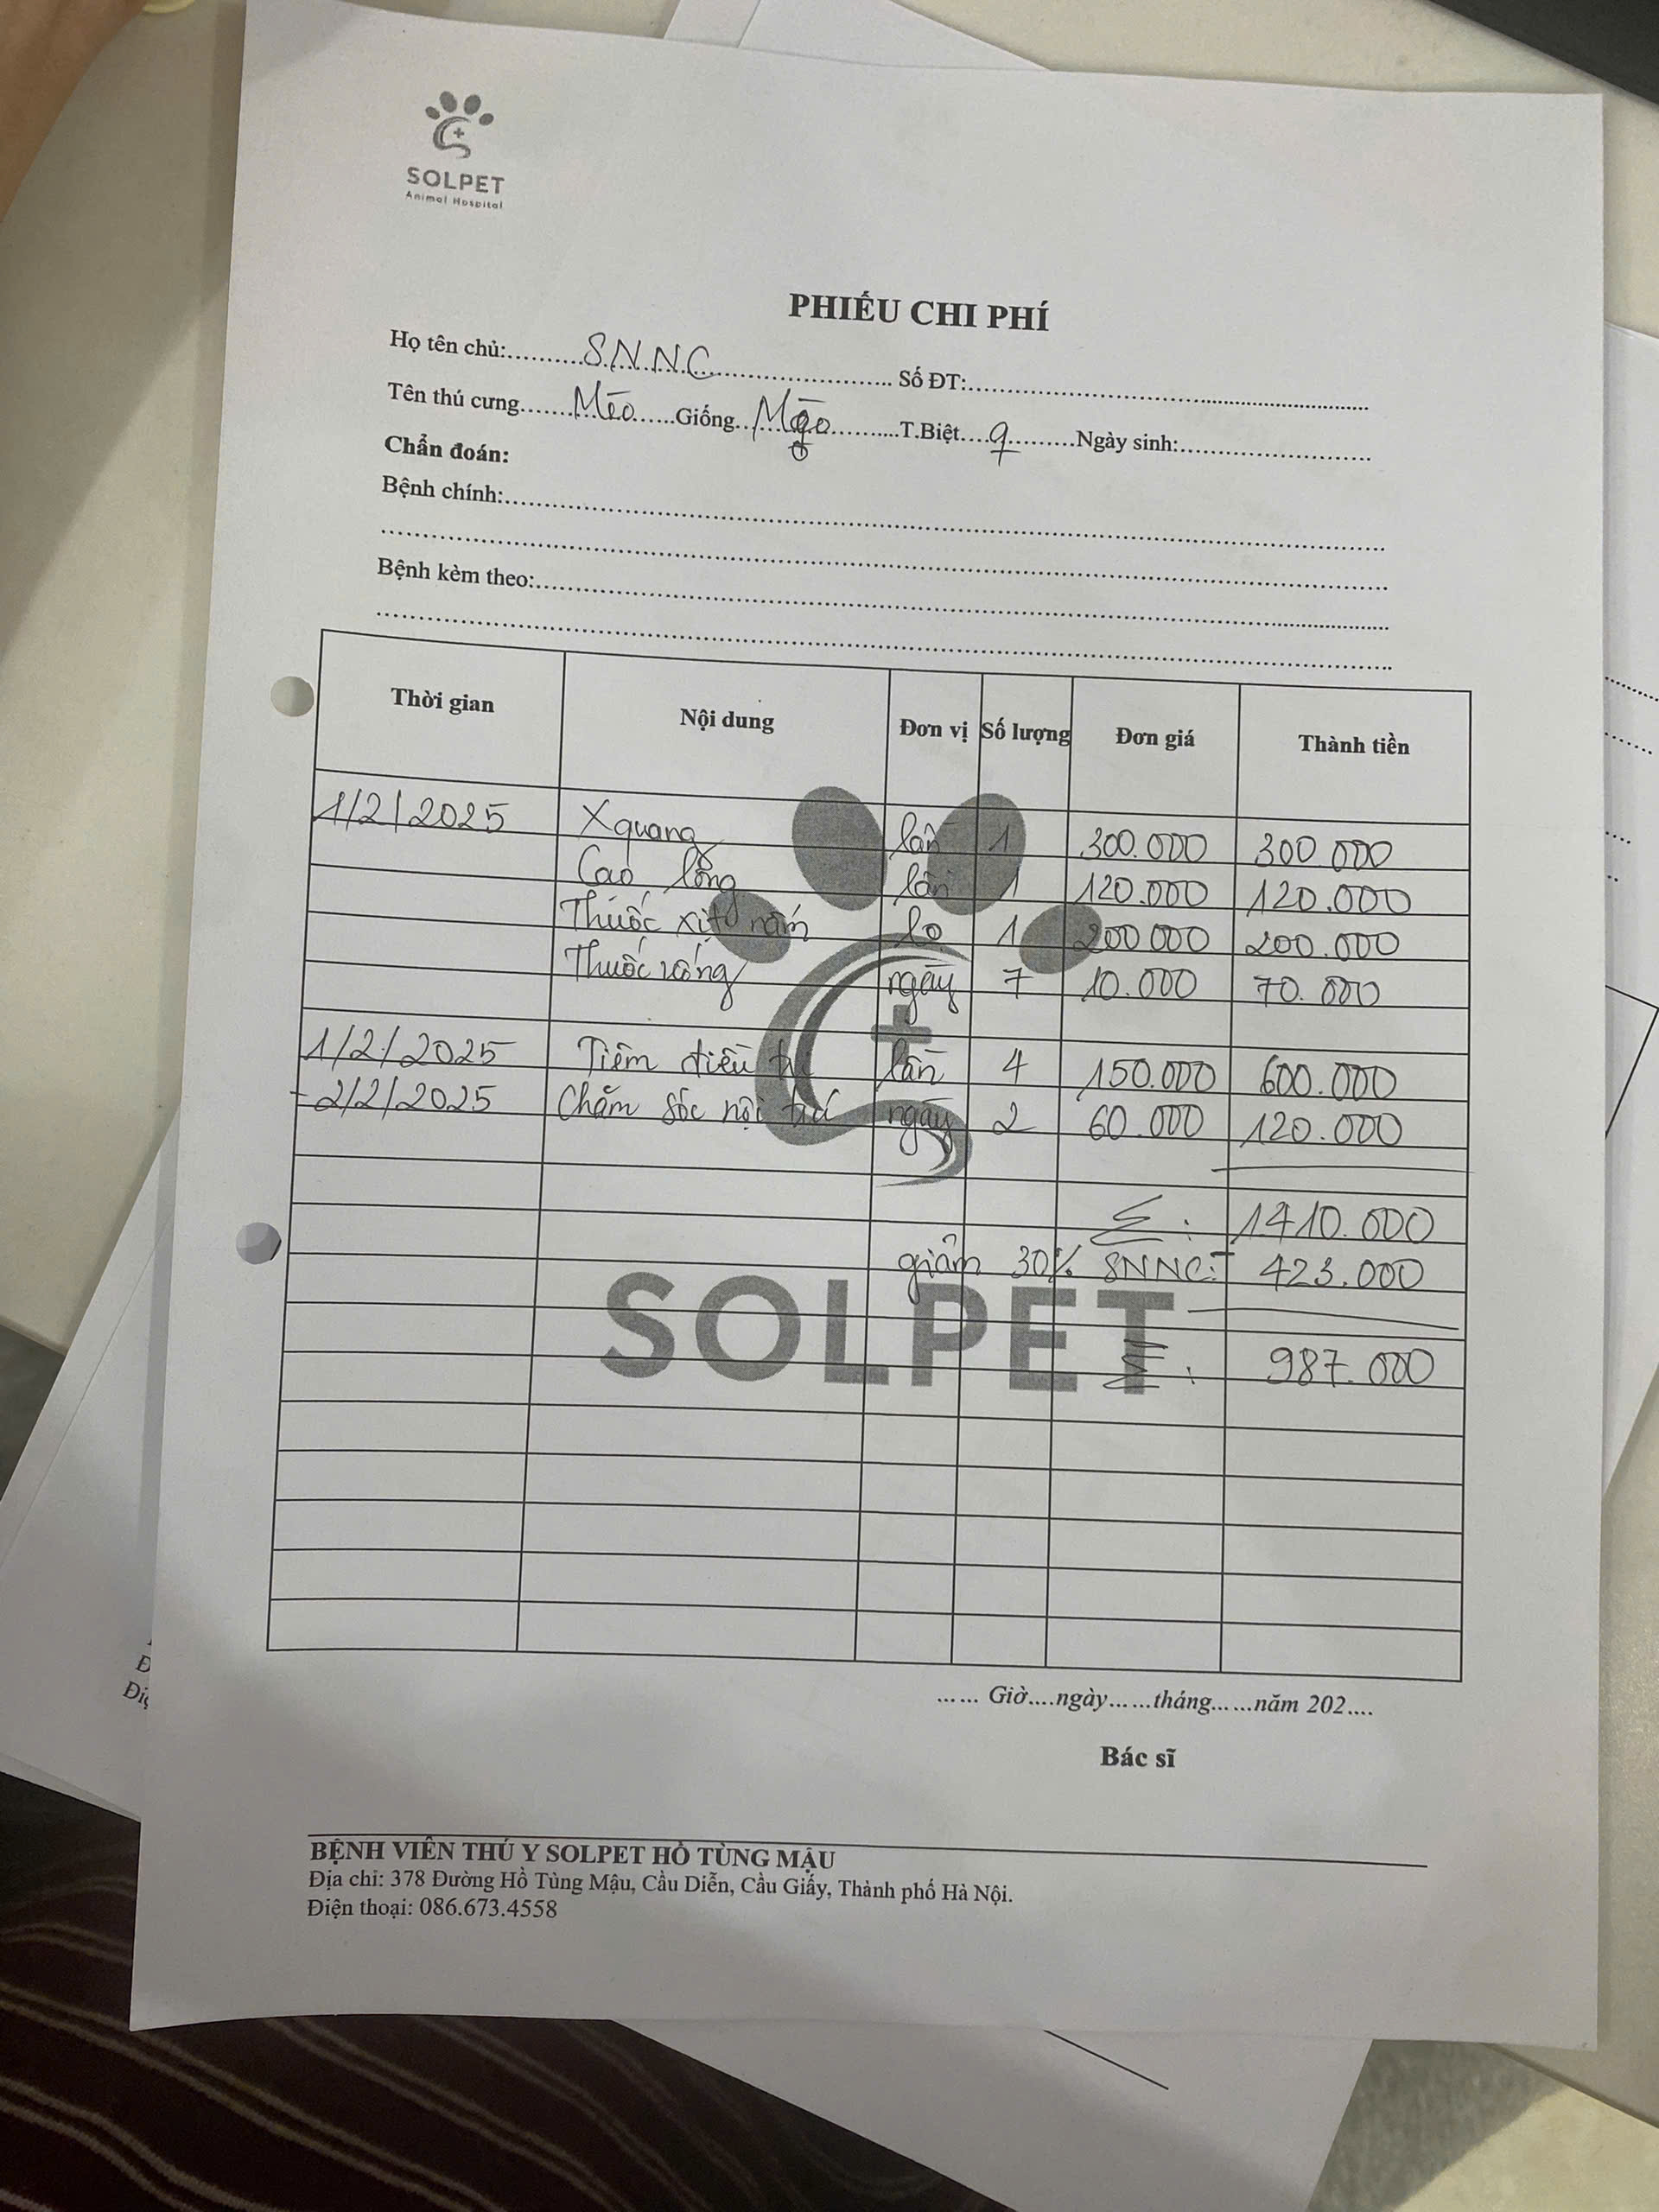 SOLPET
Animal Hospital
PHIẾU CHI PHÍ
Họ tên chủ:..........S.N.N.C.......................... Số ĐT:..............................
Tên thú cưng.......Mèo......Giống...Mèo..........T.Biệt....♀.........Ngày sinh:..............................
Chẩn đoán:
Bệnh chính:..............................
Bệnh kèm theo:..............................
Thời gian Nội dung Đơn vị Số lượng Đơn giá Thành tiền
1/2/2025 Xquang lần 1 300.000 300.000
Cạo lông lần 1 120.000 120.000
Thuốc xịt nấm lọ 1 200.000 200.000
Thuốc uống ngày 7 10.000 70.000
1/2/2025 Tiêm điều trị lần 4 150.000 600.000
- 2/2/2025 Chăm sóc nội trú ngày 2 60.000 120.000
Σ: 1410.000
giảm 30% SNNC: - 423.000
SOLPET
Σ: 987.000
...... Giờ....ngày......tháng......năm 202....
Bác sĩ
BỆNH VIỆN THÚ Y SOLPET HỒ TÙNG MẬU
Địa chỉ: 378 Đường Hồ Tùng Mậu, Cầu Diễn, Cầu Giấy, Thành phố Hà Nội.
Điện thoại: 086.673.4558